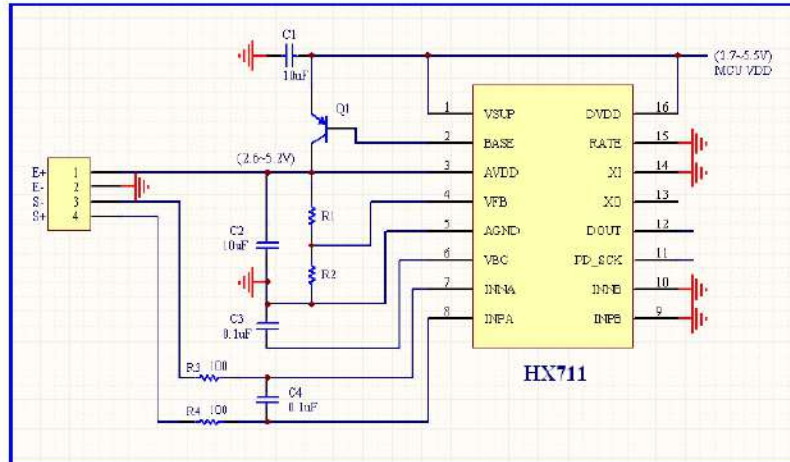 C1
10uF
(2.7~5.5V)
MCU VDD
Q1
1 VSUP DVDD 16
2 BASE RATE 15
(2.6~5.2V)
3 AVDD XI 14
E+ 1
E- 2
S- 3
S+ 4
4 VFB XO 13
R1
C2
10uF
5 AGND DOUT 12
6 VBG PD_SCK 11
R2
7 INNA INNB 10
C3
0.1uF
8 INPA INPB 9
R3 100
HX711
C4
0.1uF
R4 100